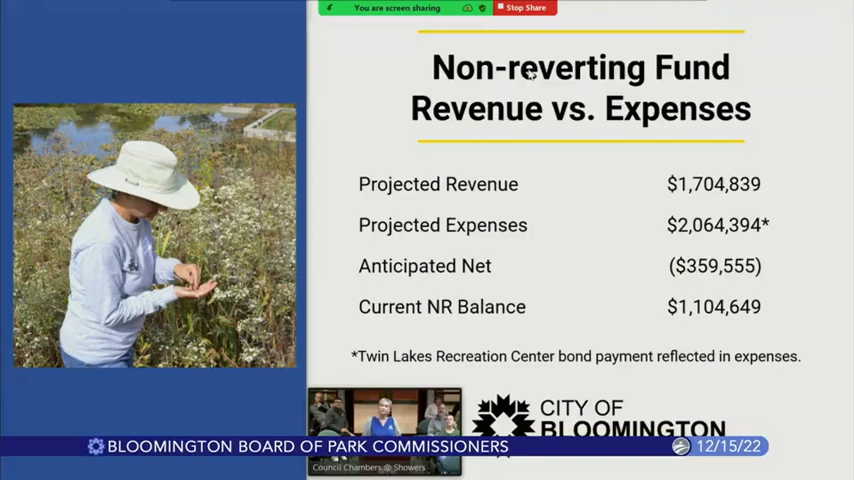 You are screen sharing
Stop Share
Non-reverting Fund
Revenue vs. Expenses
Projected Revenue $1,704,839
Projected Expenses $2,064,394*
Anticipated Net ($359,555)
Current NR Balance $1,104,649
*Twin Lakes Recreation Center bond payment reflected in expenses.
CITY OF
BLOOMINGTON
BLOOMINGTON BOARD OF PARK COMMISSIONERS 12/15/22
Council Chambers @ Showers